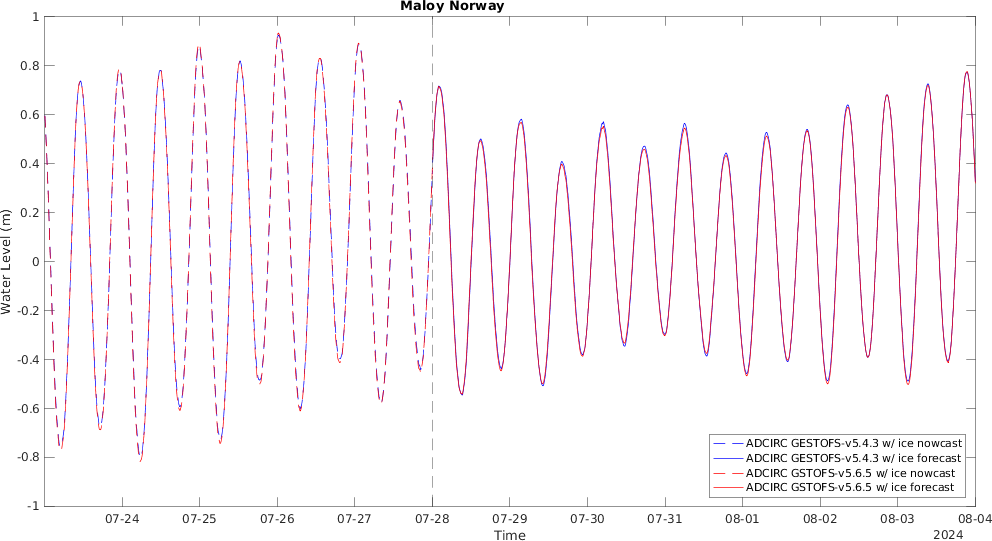 Maloy Norway
1
0.8
0.6
0.4
0.2
0
-0.2
-0.4
-0.6
-0.8
-1
Water Level (m)
07-24 07-25 07-26 07-27 07-28 07-29 07-30 07-31 08-01 08-02 08-03 08-04
Time
2024
ADCIRC GESTOFS-v5.4.3 w/ ice nowcast
ADCIRC GESTOFS-v5.4.3 w/ ice forecast
ADCIRC GSTOFS-v5.6.5 w/ ice nowcast
ADCIRC GSTOFS-v5.6.5 w/ ice forecast